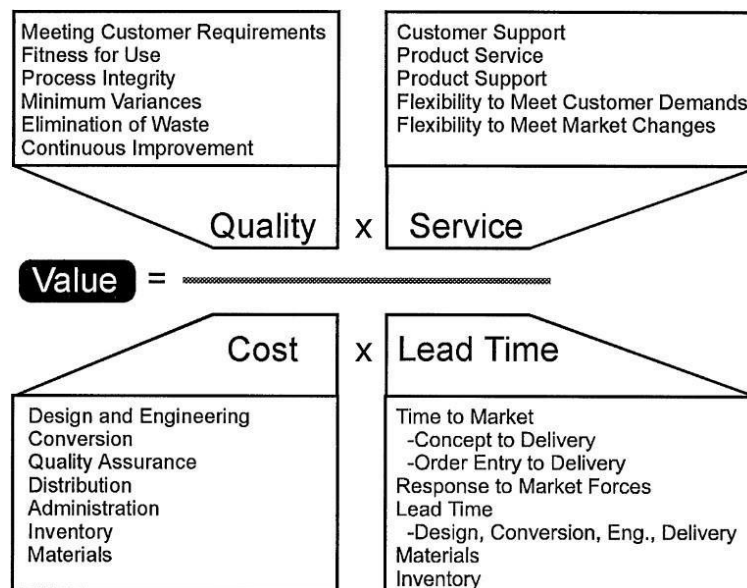 Meeting Customer Requirements
Fitness for Use
Process Integrity
Minimum Variances
Elimination of Waste
Continuous Improvement
Customer Support
Product Service
Product Support
Flexibility to Meet Customer Demands
Flexibility to Meet Market Changes
Quality x Service
Value =
Cost x Lead Time
Design and Engineering
Conversion
Quality Assurance
Distribution
Administration
Inventory
Materials
Time to Market
-Concept to Delivery
-Order Entry to Delivery
Response to Market Forces
Lead Time
-Design, Conversion, Eng., Delivery
Materials
Inventory